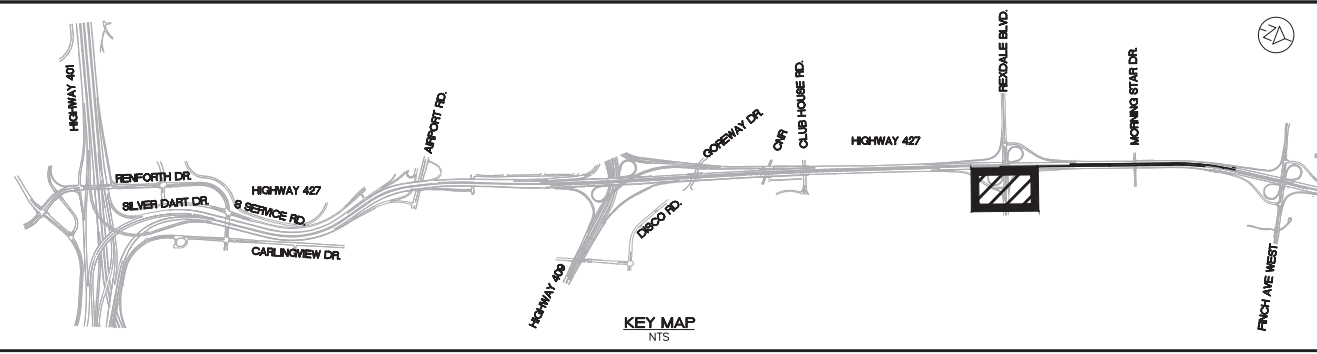 HIGHWAY 401
RENFORTH DR.
SILVER DART DR.
HIGHWAY 427
S SERVICE RD.
CARLINGVIEW DR.
AIRPORT RD.
HIGHWAY 409
DISCO RD.
GOREWAY DR.
CNR
CLUB HOUSE RD.
HIGHWAY 427
REXDALE BLVD.
MORNING STAR DR.
FINCH AVE WEST
N
KEY MAP
NTS